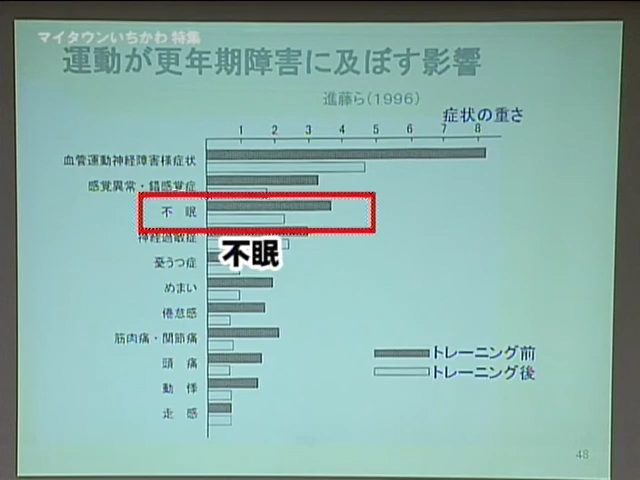 マイタウンいちかわ 特集
運動が更年期障害に及ぼす影響
進藤ら(1996)
症状の重さ
1 2 3 4 5 6 7 8
血管運動神経障害様症状
感覚異常・錯感覚症
不 眠
神経過敏症
不眠
憂うつ症
めまい
倦怠感
筋肉痛・関節痛
頭 痛
動 悸
走 感
トレーニング前
トレーニング後
48